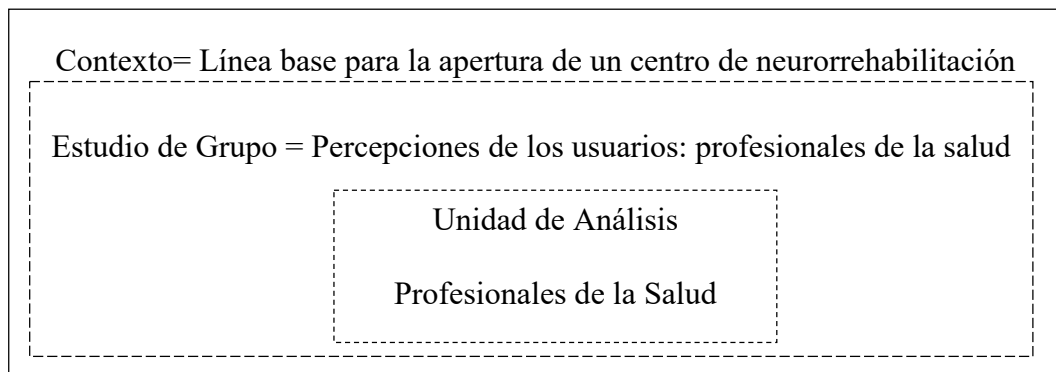 Contexto= Línea base para la apertura de un centro de neurorrehabilitación
Estudio de Grupo = Percepciones de los usuarios: profesionales de la salud
Unidad de Análisis
Profesionales de la Salud